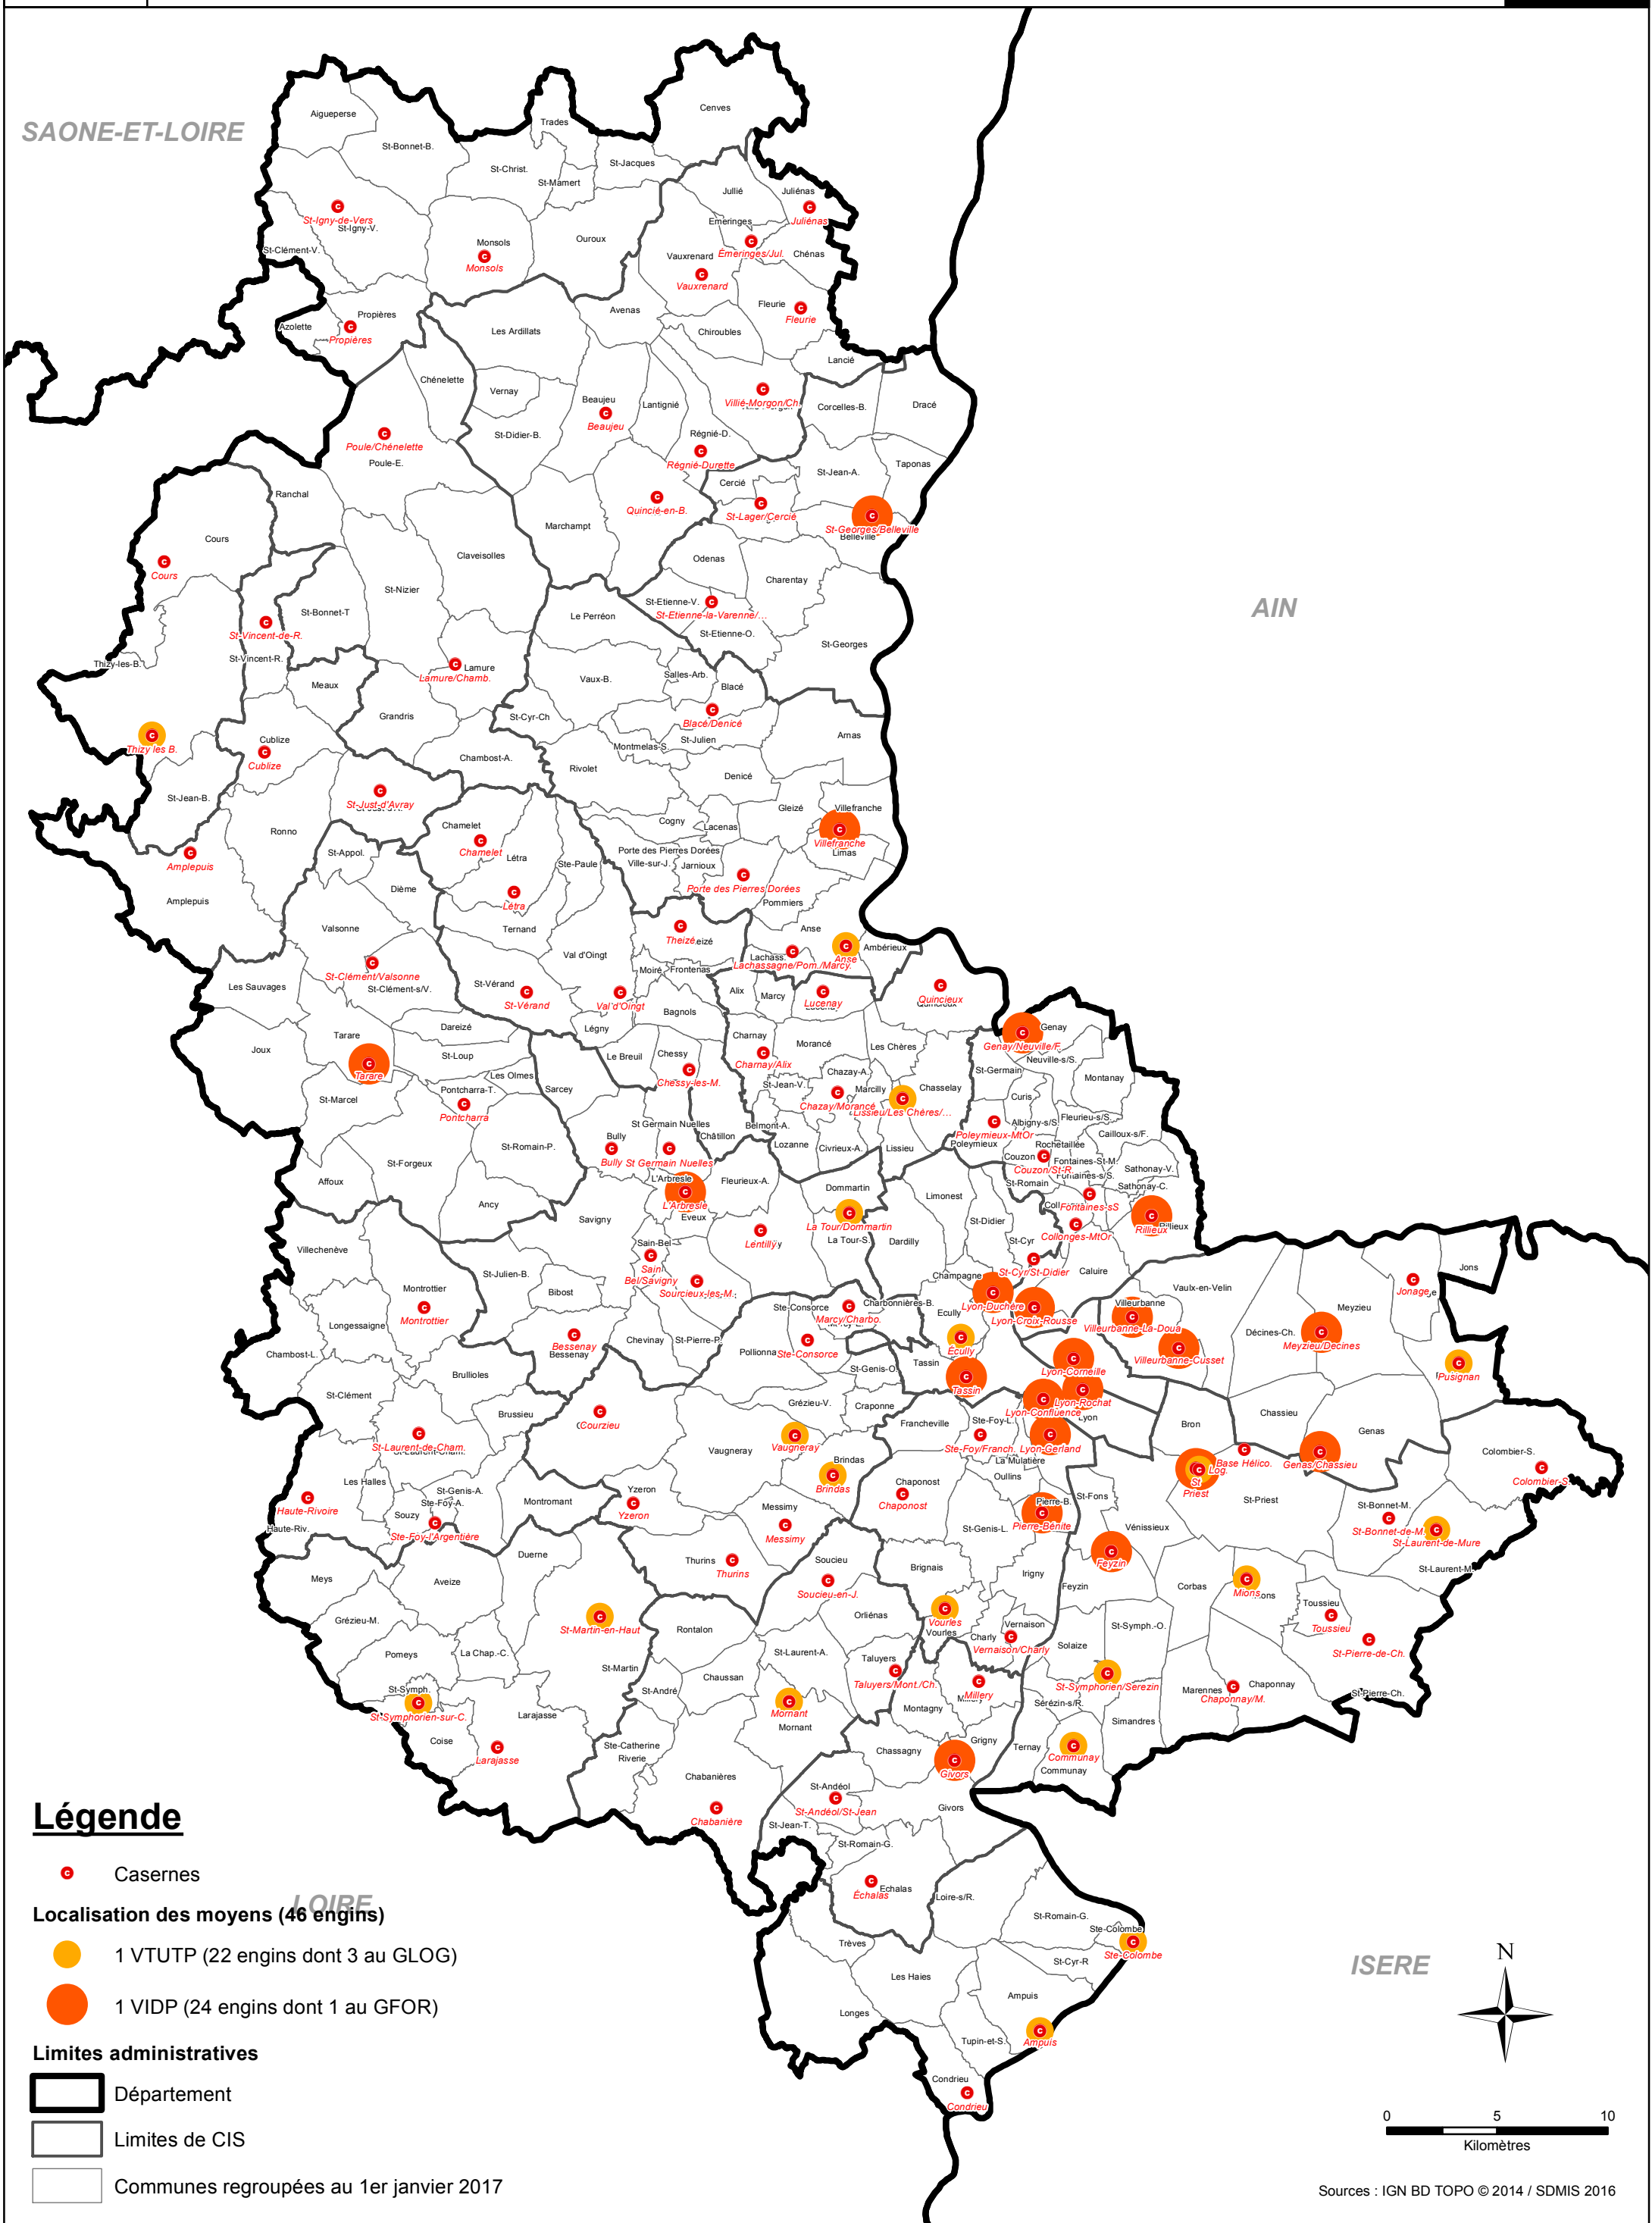 SAONE-ET-LOIRE
AIN
LOIRE
ISERE
Aigueperse
St-Bonnet-B.
Trades
Cenves
St-Christ.
St-Mamert
St-Jacques
Jullié
Juliénas
Juliénas
Emeringes
Émeringes/Jul.
Chénas
St-Igny-de-Vers
St-Igny-V.
St-Clément-V.
Monsols
Monsols
Ouroux
Vauxrenard
Vauxrenard
Fleurie
Fleurie
Avenas
Azolette
Propières
Propières
Les Ardillats
Chiroubles
Lancié
Chénelette
Vernay
Beaujeu
Beaujeu
Lantignié
Villié-Morgon/Ch.
Corcelles-B.
Dracé
Poule/Chénelette
Poule-E.
St-Didier-B.
Régnié-D.
Régnié-Durette
St-Jean-A.
Taponas
Cercié
St-Lager/Cercié
Quincié-en-B.
St-Georges/Belleville
Belleville
Ranchal
Cours
Cours
Marchampt
Claveisolles
Odenas
Charentay
St-Nizier
St-Bonnet-T
St-Vincent-de-R.
St-Vincent-R.
Le Perréon
St-Etienne-V.
St-Etienne-la-Varenne/...
St-Etienne-O.
St-Georges
Thizy-les-B.
Lamure
Lamure/Chamb.
Meaux
Vaux-B.
Salles-Arb.
Blacé
Blacé/Denicé
Grandris
St-Cyr-Ch
Arnas
Thizy les B.
Cublize
Cublize
St-Julien
Montmelas-S.
Chambost-A.
Rivolet
Denicé
St-Jean-B.
St-Just-d'Avray
Gleizé
Villefranche
Villefranche
Limas
Ronno
Chamelet
Chamelet
Cogny
Lacenas
Amplepuis
Amplepuis
St-Appol.
Létra
Létra
Ste-Paule
Porte des Pierres Dorées
Ville-sur-J.
Jarnioux
Porte des Pierres Dorées
Pommiers
Dième
Valsonne
Ternand
Theizé
Anse
Anse
Ambérieux
Val d'Oingt
Val d'Oingt
Lachass.
Lachassagne/Pom./Marcy.
St-Clément/Valsonne
St-Clément-s/V.
Moiré
Frontenas
Les Sauvages
St-Vérand
St-Vérand
Alix
Marcy
Lucenay
Quincieux
Bagnols
Légny
Tarare
Tarare
Dareizé
Joux
St-Loup
Le Breuil
Chessy
Chessy-les-M.
Charnay
Charnay/Alix
Morancé
Les Chères
Genay
Genay/Neuville/F.
Neuville-s/S.
St-Germain
Montanay
Les Olmes
Pontcharra-T.
Pontcharra
Sarcey
St-Marcel
St-Jean-V.
Chazay-A.
Chazay/Morancé
Marcilly
Chasselay
Lissieu/Les Chères/...
Curis
Albigny-s/S.
Fleurieu-s/S.
Cailloux-s/F.
Poleymieux-MtOr
Poleymieux
Rochetaillée
St Germain Nuelles
St Germain Nuelles
Châtillon
Belmont-A.
Lozanne
Civrieux-A.
Lissieu
Bully
Bully
St-Romain-P.
St-Forgeux
Affoux
Couzon
Couzon/St-R.
Fontaines-St-M.
Fontaines-s/S.
Sathonay-V.
Sathonay-C.
St-Romain
Fontaines-sS
Collonges-MtOr
L'Arbresle
L'Arbresle
Eveux
Fleurieux-A.
Dommartin
La Tour/Dommartin
La Tour-S.
Limonest
St-Didier
Rillieux
Rillieux
Ancy
Savigny
Lentilly
Dardilly
St-Cyr
St-Cyr/St-Didier
Caluire
Villechenève
Sain-Bel
Sain
Bel/Savigny
Sourcieux-les-M.
St-Julien-B.
Bibost
Montrottier
Montrottier
Champagne
Vaulx-en-Velin
Jons
Jonage
Longessaigne
Chambost-L.
Bessenay
Bessenay
Chevinay
St-Pierre-P.
Ste-Consorce
Ste-Consorce
Marcy/Charbo.
Charbonnières-B.
Pollionnay
Ecully
Écully
Lyon-Duchère
Lyon-Croix-Rousse
Villeurbanne
Villeurbanne-La-Doua
Villeurbanne-Cusset
Meyzieu
Décines-Ch.
Meyzieu/Décines
Pusignan
Brullioles
Tassin
Tassin
St-Genis-O
Lyon-Corneille
Lyon-Rochat
Lyon-Confluence
Lyon
Lyon-Gerland
St-Clément
Brussieu
Courzieu
Grézieu-V.
Craponne
Francheville
Ste-Foy-L.
Ste-Foy/Franch.
La Mulatière
Bron
Chassieu
Genas
Genas/Chassieu
St-Laurent-de-Cham.
Vaugneray
Vaugneray
Colombier-S.
Colombier-S.
Base Hélico.
St
Priest
Log.
Brindas
Brindas
Oullins
Les Halles
St-Genis-A.
Ste-Foy-A.
Souzy
Ste-Foy-l'Argentière
Haute-Rivoire
Haute-Riv.
Montromant
Yzeron
Yzeron
Messimy
Messimy
Chaponost
Chaponost
Pierre-B.
Pierre-Bénite
St-Fons
St-Genis-L.
Vénissieux
St-Priest
St-Bonnet-M.
St-Bonnet-de-M.
St-Laurent-de-Mure
St-Laurent-M.
Duerne
Meys
Aveize
Thurins
Thurins
Soucieu
Soucieu-en-J.
Brignais
Irigny
Feyzin
Feyzin
Corbas
Mions
Toussieu
Toussieu
St-Pierre-de-Ch.
St-Pierre-Ch.
Grézieu-M.
St-Martin-en-Haut
St-Martin
Rontalon
Orliénas
Vourles
Vourles
Charly
Vernaison
Vernaison/Charly
Solaize
St-Symph.-O.
St-Symphorien/Serezin
Pomeys
La Chap.-C.
St-Laurent-A.
Taluyers
Taluyers/Mont./Ch.
Millery
Chaussan
St-André
St-Symph.
St-Symphorien-sur-C.
Coise
Larajasse
Larajasse
Mornant
Mornant
Montagny
Sérézin-s/R.
Marennes
Chaponnay/M.
Chaponnay
Simandres
Ste-Catherine
Riverie
Chassagny
Grigny
Givors
Givors
Ternay
Communay
Communay
Chabanières
Chabanière
St-Andéol
St-Andéol/St-Jean
St-Jean-T.
St-Romain-G.
Echalas
Échalas
Loire-s/R.
St-Romain-G.
Ste-Colombe
Ste-Colombe
St-Cyr-R
Trèves
Les Haies
Longes
Ampuis
Ampuis
Tupin-et-S.
Condrieu
Condrieu
Légende
Casernes
Localisation des moyens (46 engins)
1 VTUTP (22 engins dont 3 au GLOG)
1 VIDP (24 engins dont 1 au GFOR)
Limites administratives
Département
Limites de CIS
Communes regroupées au 1er janvier 2017
N
0 5 10
Kilomètres
Sources : IGN BD TOPO © 2014 / SDMIS 2016